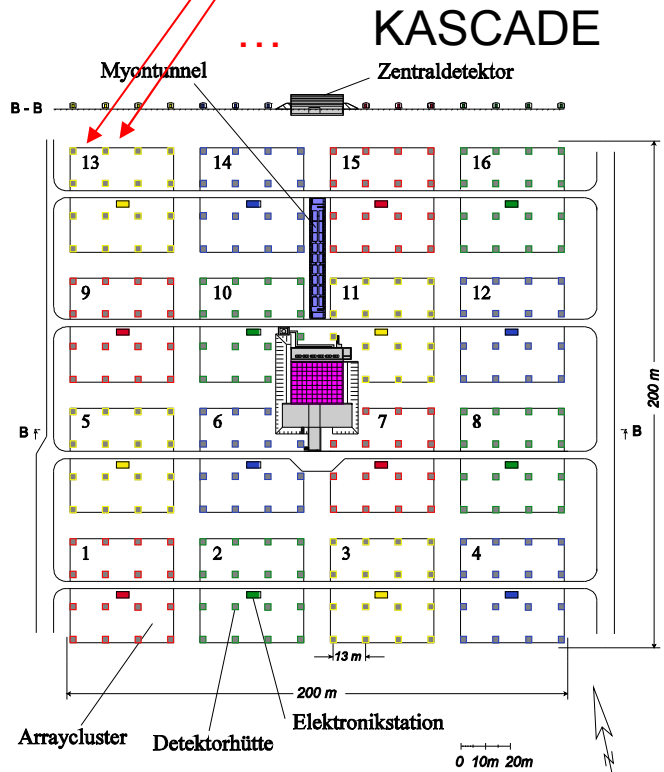 ... KASCADE
Myontunnel Zentraldetektor
B - B
13 14 15 16
9 10 11 12
200 m
5 6 7 8
B B
1 2 3 4
13 m
200 m
Arraycluster Detektorhütte Elektronikstation
0 10m 20m
N